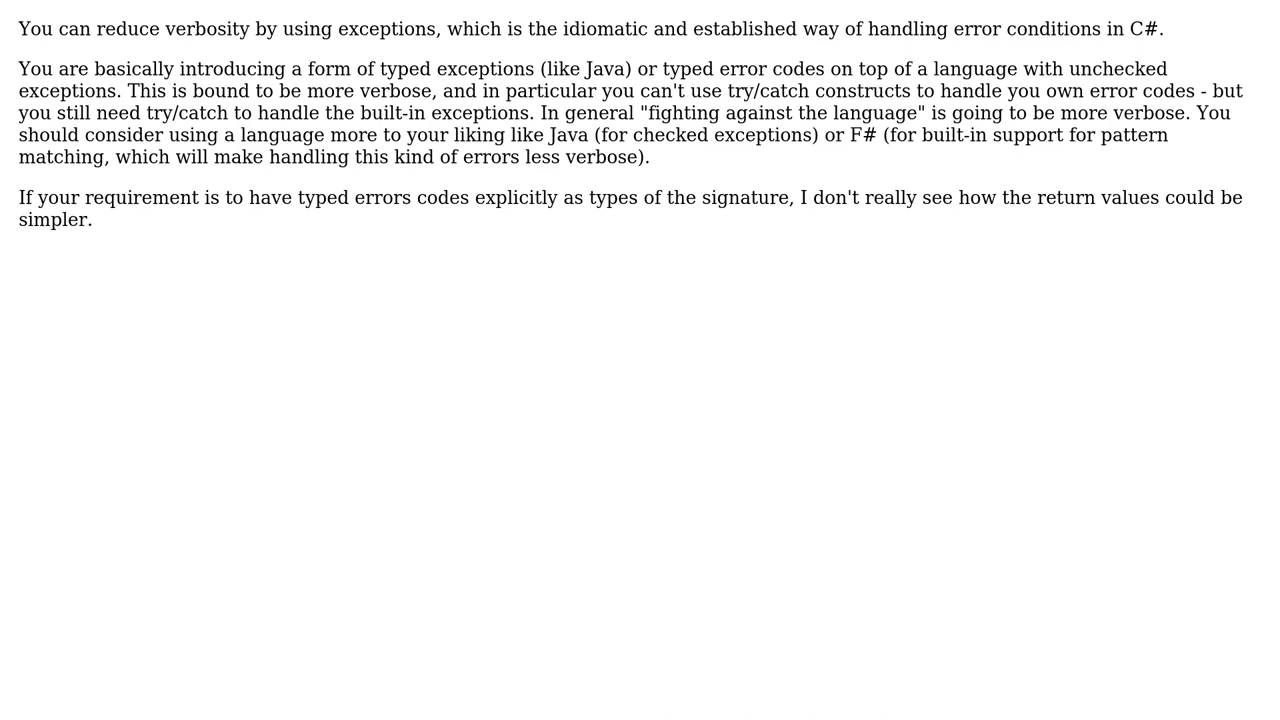 You can reduce verbosity by using exceptions, which is the idiomatic and established way of handling error conditions in C#.
You are basically introducing a form of typed exceptions (like Java) or typed error codes on top of a language with unchecked
exceptions. This is bound to be more verbose, and in particular you can't use try/catch constructs to handle you own error codes - but
you still need try/catch to handle the built-in exceptions. In general "fighting against the language" is going to be more verbose. You
should consider using a language more to your liking like Java (for checked exceptions) or F# (for built-in support for pattern
matching, which will make handling this kind of errors less verbose).
If your requirement is to have typed errors codes explicitly as types of the signature, I don't really see how the return values could be
simpler.